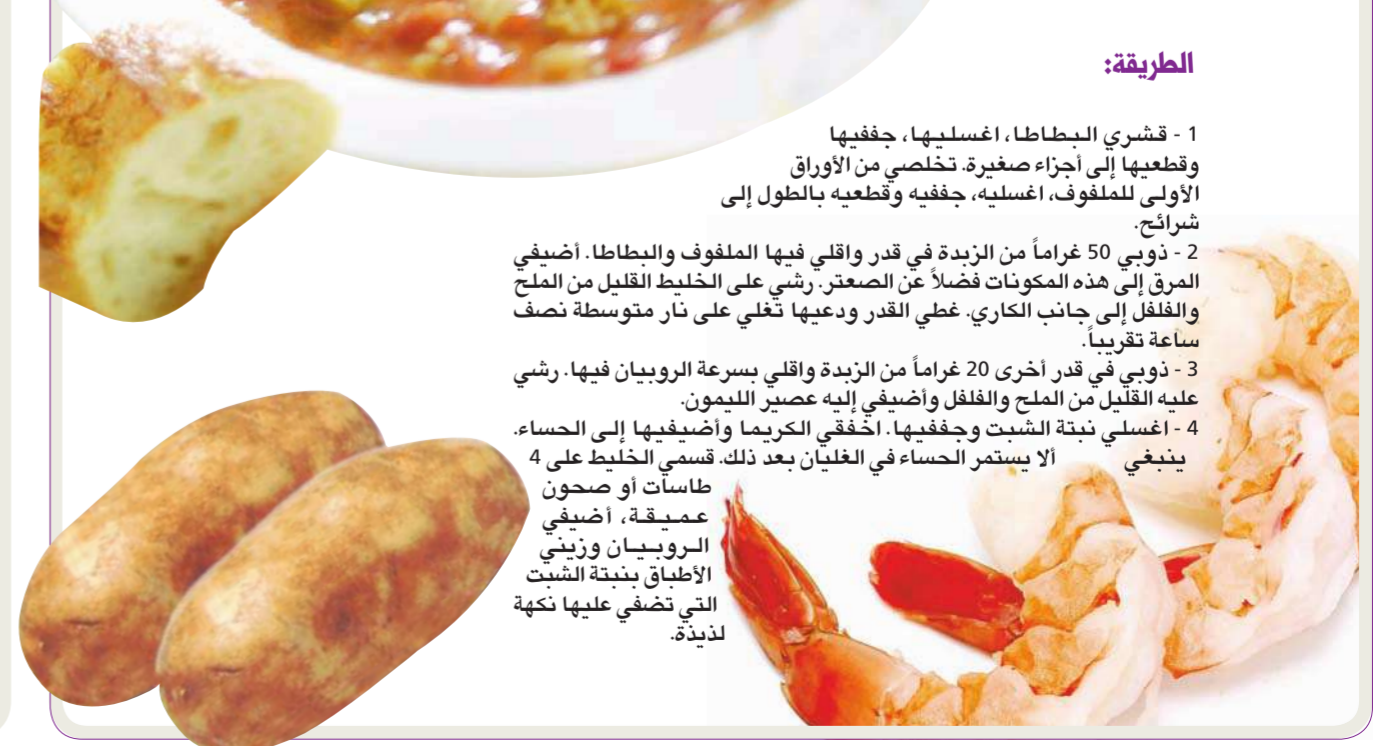 الطريقة:
1 - قشري البطاطا، اغسليها، جففيها
وقطعيها إلى أجزاء صغيرة. تخلصي من الأوراق
الأولى للملفوف، اغسليه، جففيه وقطعيه بالطول إلى
شرائح.
2 - ذوبي 50 غراماً من الزبدة في قدر واقلي فيها الملفوف والبطاطا. أضيفي
المرق إلى هذه المكونات فضلاً عن الصعتر. رشي على الخليط القليل من الملح
والفلفل إلى جانب الكاري. غطي القدر ودعيها تغلي على نار متوسطة نصف
ساعة تقريباً.
3 - ذوبي في قدر أخرى 20 غراماً من الزبدة واقلي بسرعة الروبيان فيها. رشي
عليه القليل من الملح والفلفل وأضيفي إليه عصير الليمون.
4 - اغسلي نبتة الشبت وجففيها. اخفقي الكريما وأضيفيها إلى الحساء.
ينبغي ألا يستمر الحساء في الغليان بعد ذلك. قسمي الخليط على 4
طاسات أو صحون
عميقة، أضيفي
الروبيان وزيني
الأطباق بنبتة الشبت
التي تضفي عليها نكهة
لذيذة.